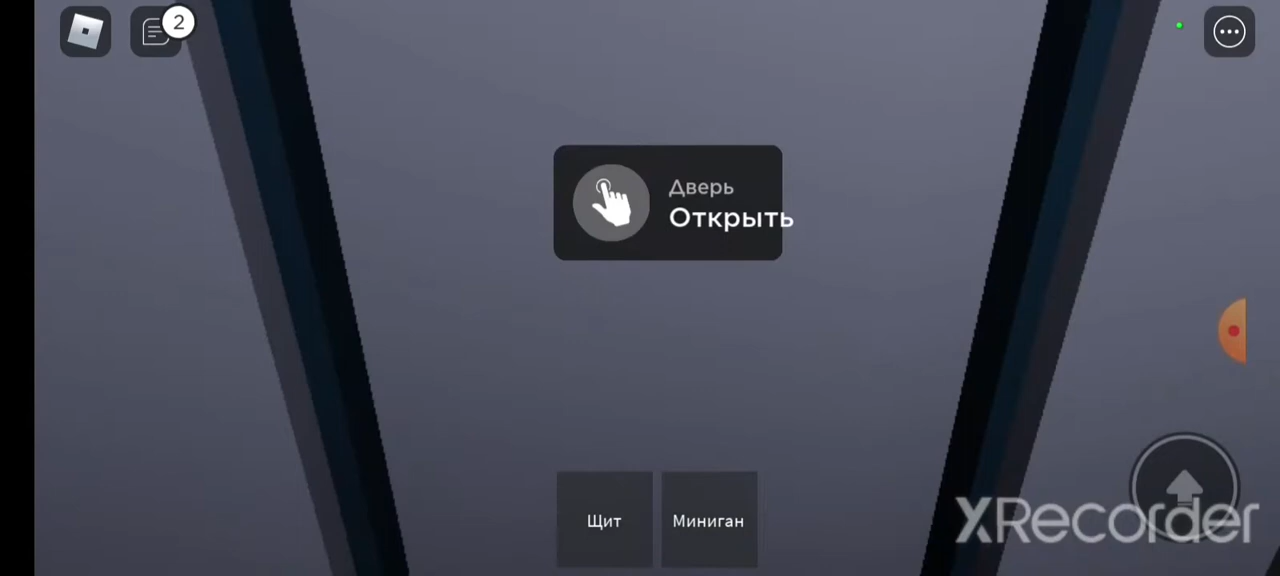 2
Дверь
Открыть
Щит
Миниган
XRecorder